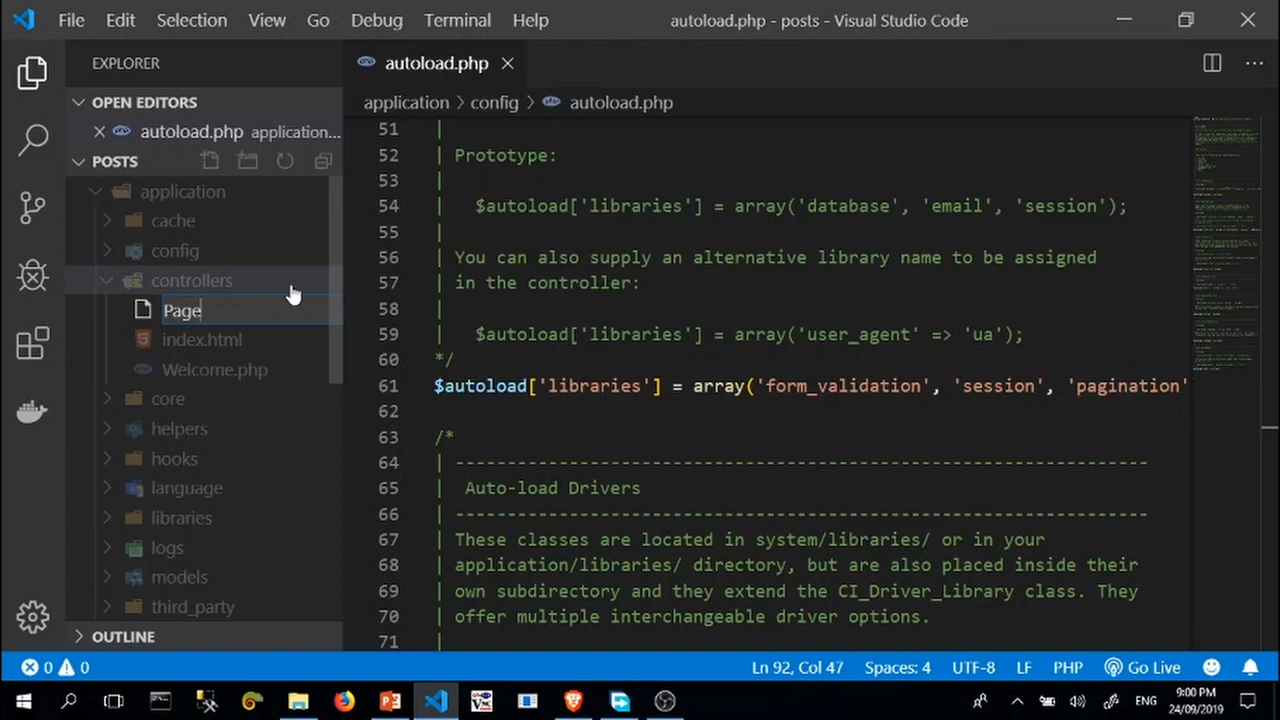 File Edit Selection View Go Debug Terminal Help autoload.php - posts - Visual Studio Code
EXPLORER
OPEN EDITORS
autoload.php application...
POSTS
application
cache
config
controllers
Page
index.html
Welcome.php
core
helpers
hooks
language
libraries
logs
models
third_party
OUTLINE
autoload.php
application > config > autoload.php
51 |
52 | Prototype:
53 |
54 | $autoload['libraries'] = array('database', 'email', 'session');
55 |
56 | You can also supply an alternative library name to be assigned
57 | in the controller:
58 |
59 | $autoload['libraries'] = array('user_agent' => 'ua');
60 */
61 $autoload['libraries'] = array('form_validation', 'session', 'pagination'
62
63 /*
64 | -------------------------------------------------------------------
65 | Auto-load Drivers
66 | -------------------------------------------------------------------
67 | These classes are located in system/libraries/ or in your
68 | application/libraries/ directory, but are also placed inside their
69 | own subdirectory and they extend the CI_Driver_Library class. They
70 | offer multiple interchangeable driver options.
71 |
0 0 Ln 92, Col 47 Spaces: 4 UTF-8 LF PHP Go Live
ENG 9:00 PM
24/09/2019